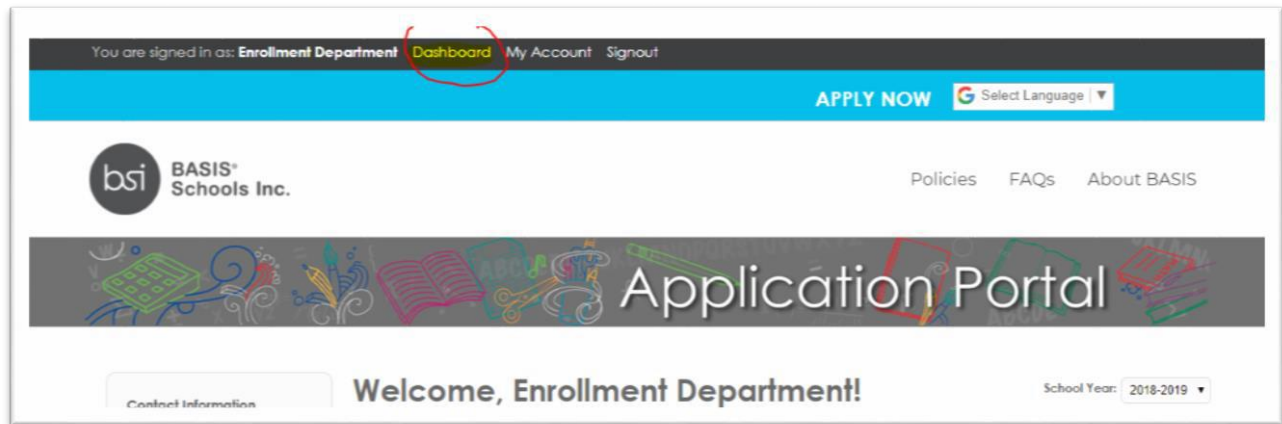 You are signed in as: Enrollment Department Dashboard My Account Signout
APPLY NOW G Select Language ▼
bsi BASIS®
Schools Inc.
Policies FAQs About BASIS
Application Portal
Contact Information
Welcome, Enrollment Department!
School Year: 2018-2019 ▼